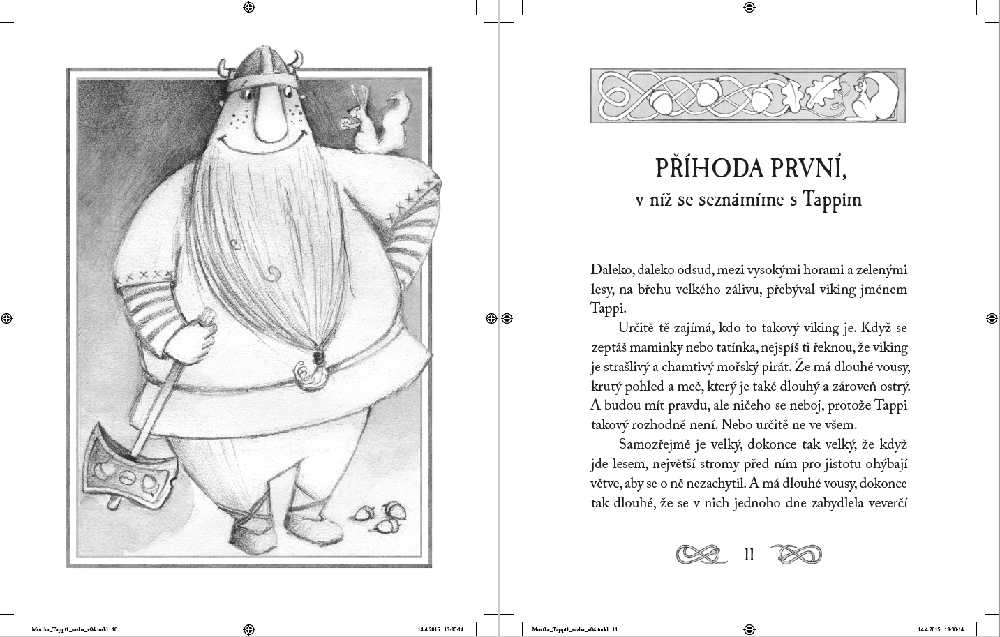 PŘÍHODA PRVNÍ,
v níž se seznámíme s Tappim
Daleko, daleko odsud, mezi vysokými horami a zelenými
lesy, na břehu velkého zálivu, přebýval viking jménem
Tappi.
Určitě tě zajímá, kdo to takový viking je. Když se
zeptáš maminky nebo tatínka, nejspíš ti řeknou, že viking
je strašlivý a chamtivý mořský pirát. Že má dlouhé vousy,
krutý pohled a meč, který je také dlouhý a zároveň ostrý.
A budou mít pravdu, ale ničeho se neboj, protože Tappi
takový rozhodně není. Nebo určitě ne ve všem.
Samozřejmě je velký, dokonce tak velký, že když
jde lesem, největší stromy před ním pro jistotu ohýbají
větve, aby se o ně nezachytil. A má dlouhé vousy, dokonce
tak dlouhé, že se v nich jednoho dne zabydlela veverčí
11
Mortka_Tappi1_sazba_v04.indd 10
14.4.2015 13:30:14
Mortka_Tappi1_sazba_v04.indd 11
14.4.2015 13:30:14